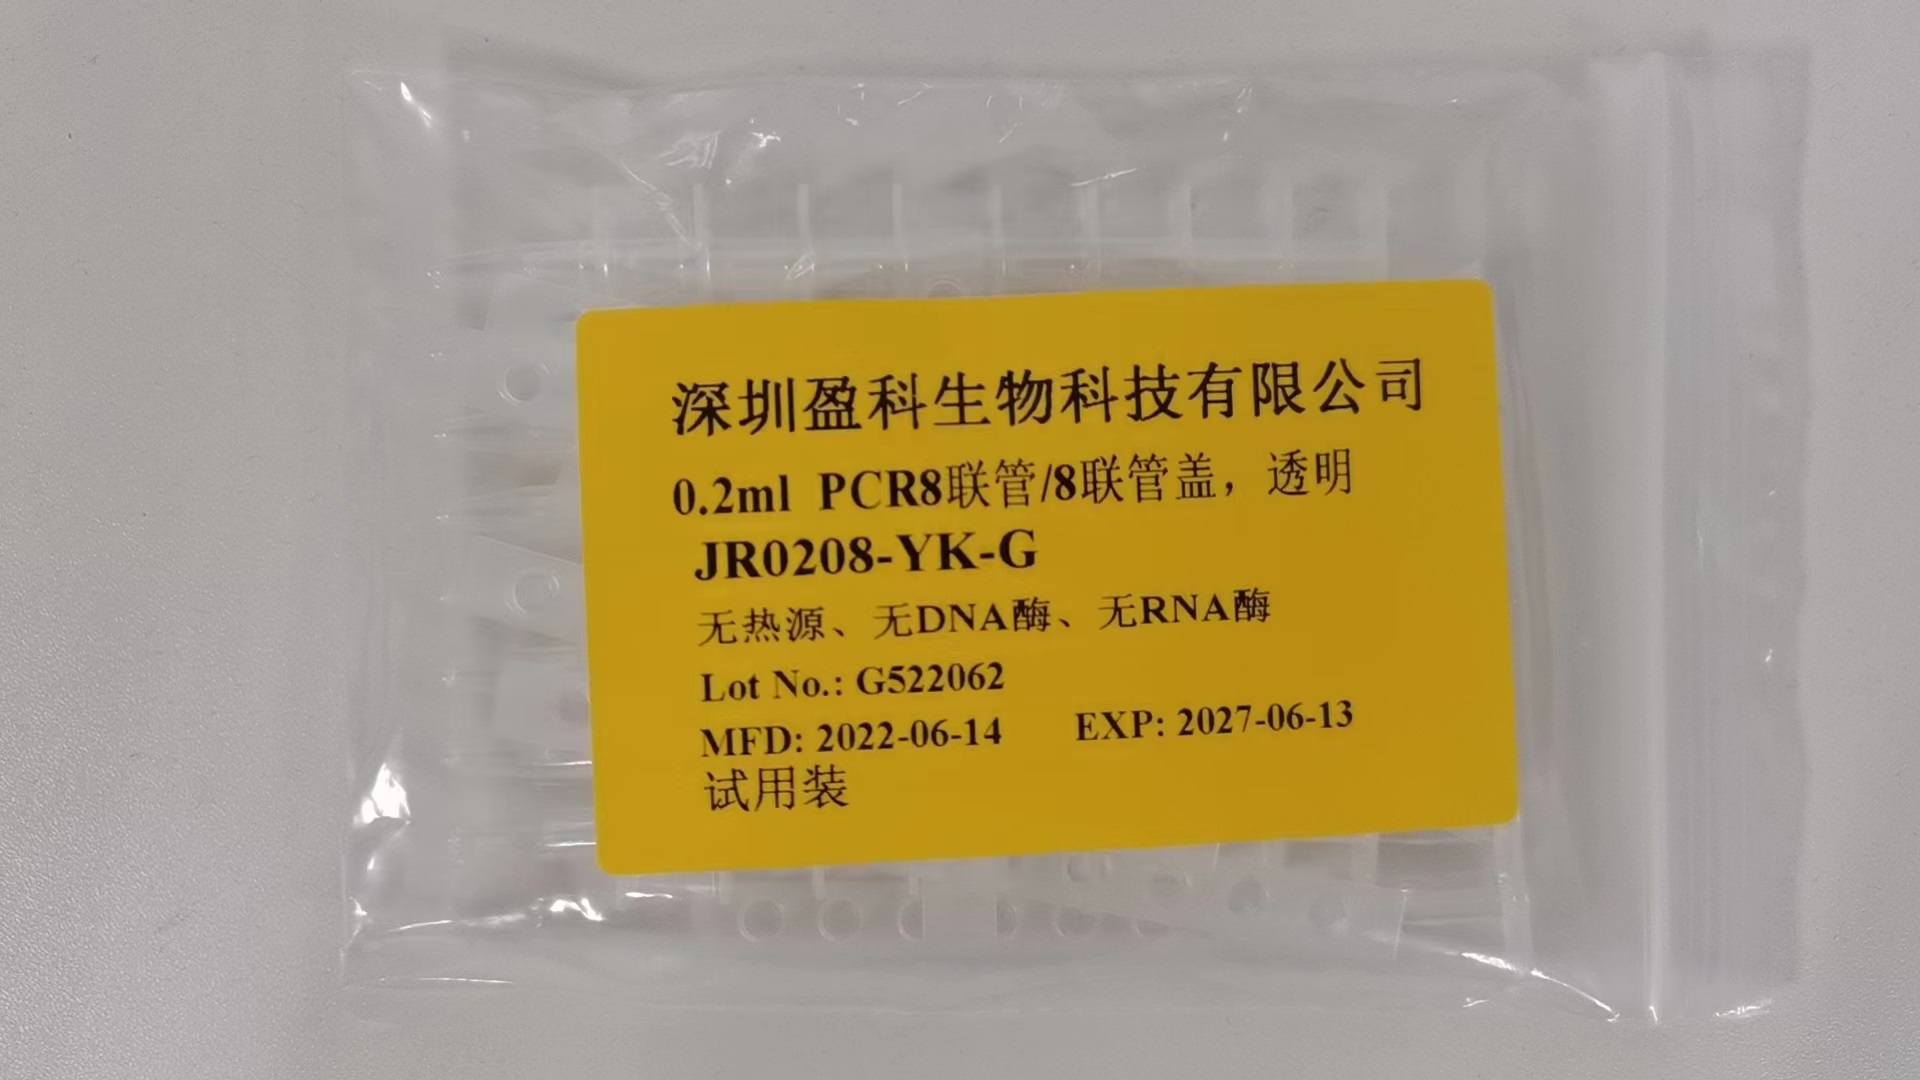 深圳盈科生物科技有限公司
0.2ml PCR8联管/8联管盖，透明
JR0208-YK-G
无热源、无DNA酶、无RNA酶
Lot No.: G522062
MFD: 2022-06-14 EXP: 2027-06-13
试用装